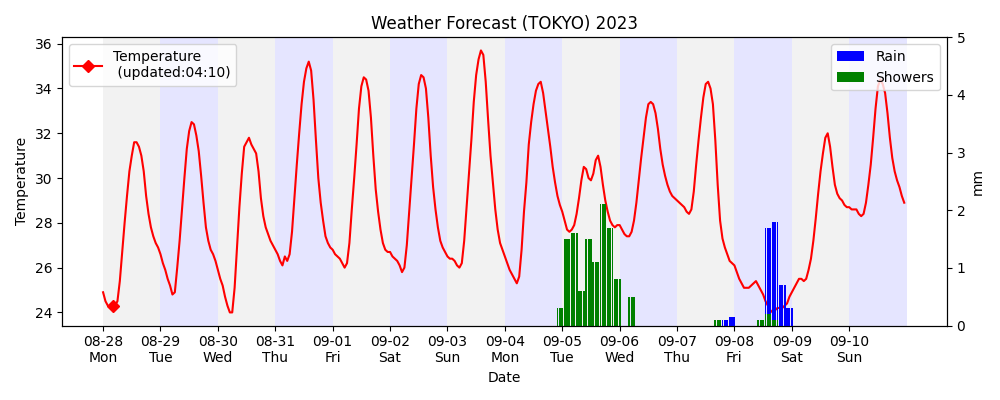 Weather Forecast (TOKYO) 2023
Temperature
(updated:04:10)
Rain
Showers
36
34
32
30
28
26
24
Temperature
5
4
3
2
1
0
mm
08-28 08-29 08-30 08-31 09-01 09-02 09-03 09-04 09-05 09-06 09-07 09-08 09-09 09-10
Mon Tue Wed Thu Fri Sat Sun Mon Tue Wed Thu Fri Sat Sun
Date